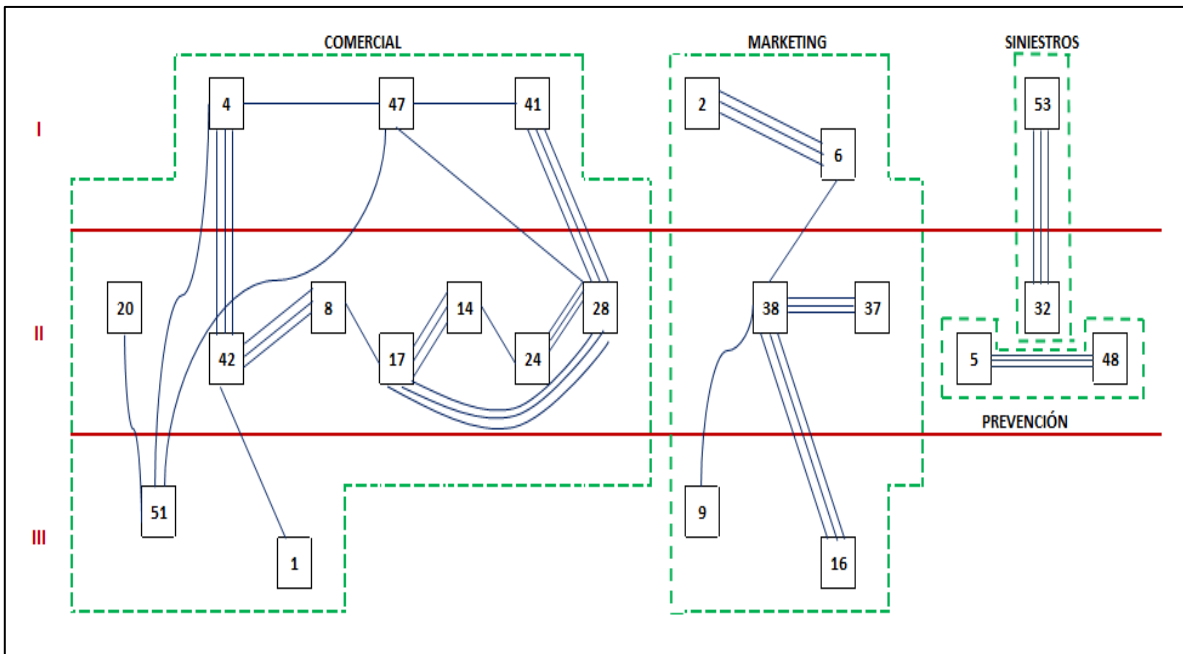 COMERCIAL MARKETING SINIESTROS
4 47 41 2 53
I
6
20 8 14 28 38 37 32
II
42 17 24 5 48
PREVENCIÓN
51 9
III
1 16